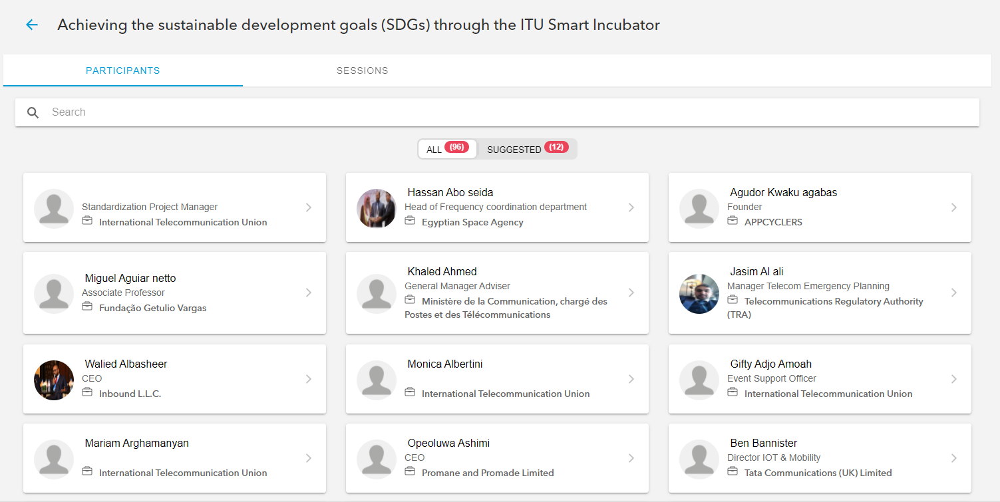 Achieving the sustainable development goals (SDGs) through the ITU Smart Incubator
PARTICIPANTS
SESSIONS
Search
ALL (96)
SUGGESTED (12)
Standardization Project Manager
International Telecommunication Union
Hassan Abo seida
Head of Frequency coordination department
Egyptian Space Agency
Agudor Kwaku agabas
Founder
APPCYCLERS
Miguel Aguiar netto
Associate Professor
Fundação Getulio Vargas
Khaled Ahmed
General Manager Adviser
Ministère de la Communication, chargé des
Postes et des Télécommunications
Jasim Al ali
Manager Telecom Emergency Planning
Telecommunications Regulatory Authority
(TRA)
Walied Albasheer
CEO
Inbound L.L.C.
Monica Albertini
International Telecommunication Union
Gifty Adjo Amoah
Event Support Officer
International Telecommunication Union
Mariam Arghamanyan
International Telecommunication Union
Opeoluwa Ashimi
CEO
Promane and Promade Limited
Ben Bannister
Director IOT & Mobility
Tata Communications (UK) Limited